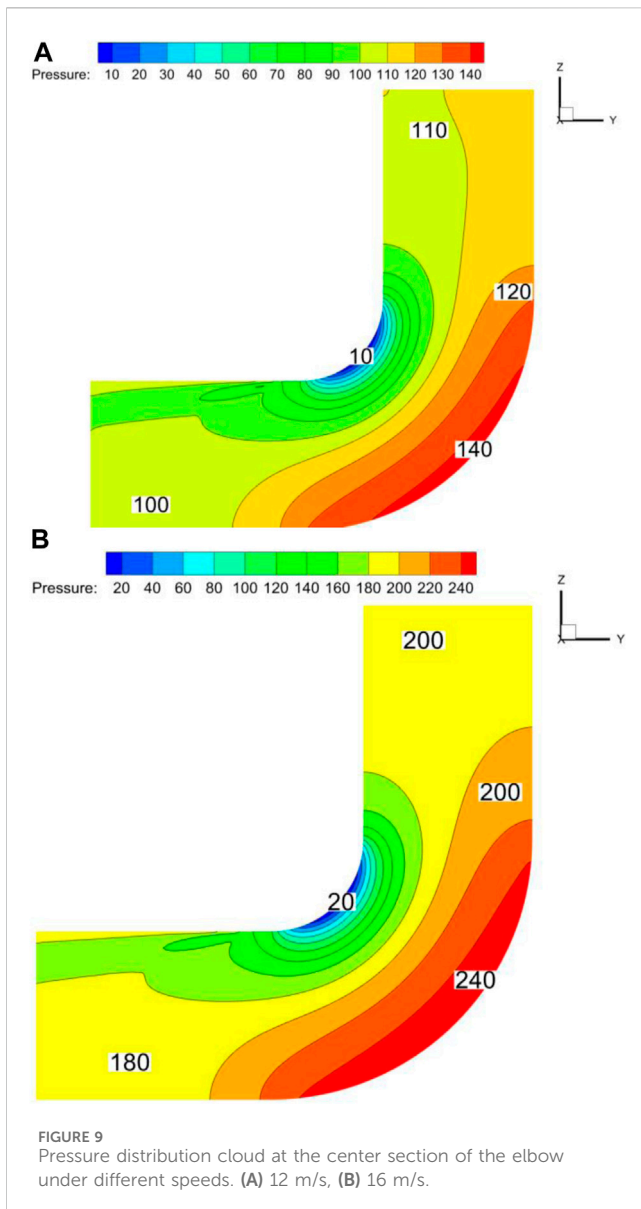 A
Pressure: 10 20 30 40 50 60 70 80 90 100 110 120 130 140
Z
X Y
110
120
10
140
100
B
Pressure: 20 40 60 80 100 120 140 160 180 200 220 240
Z
X Y
200
200
20
240
180
FIGURE 9
Pressure distribution cloud at the center section of the elbow
under different speeds. (A) 12 m/s, (B) 16 m/s.